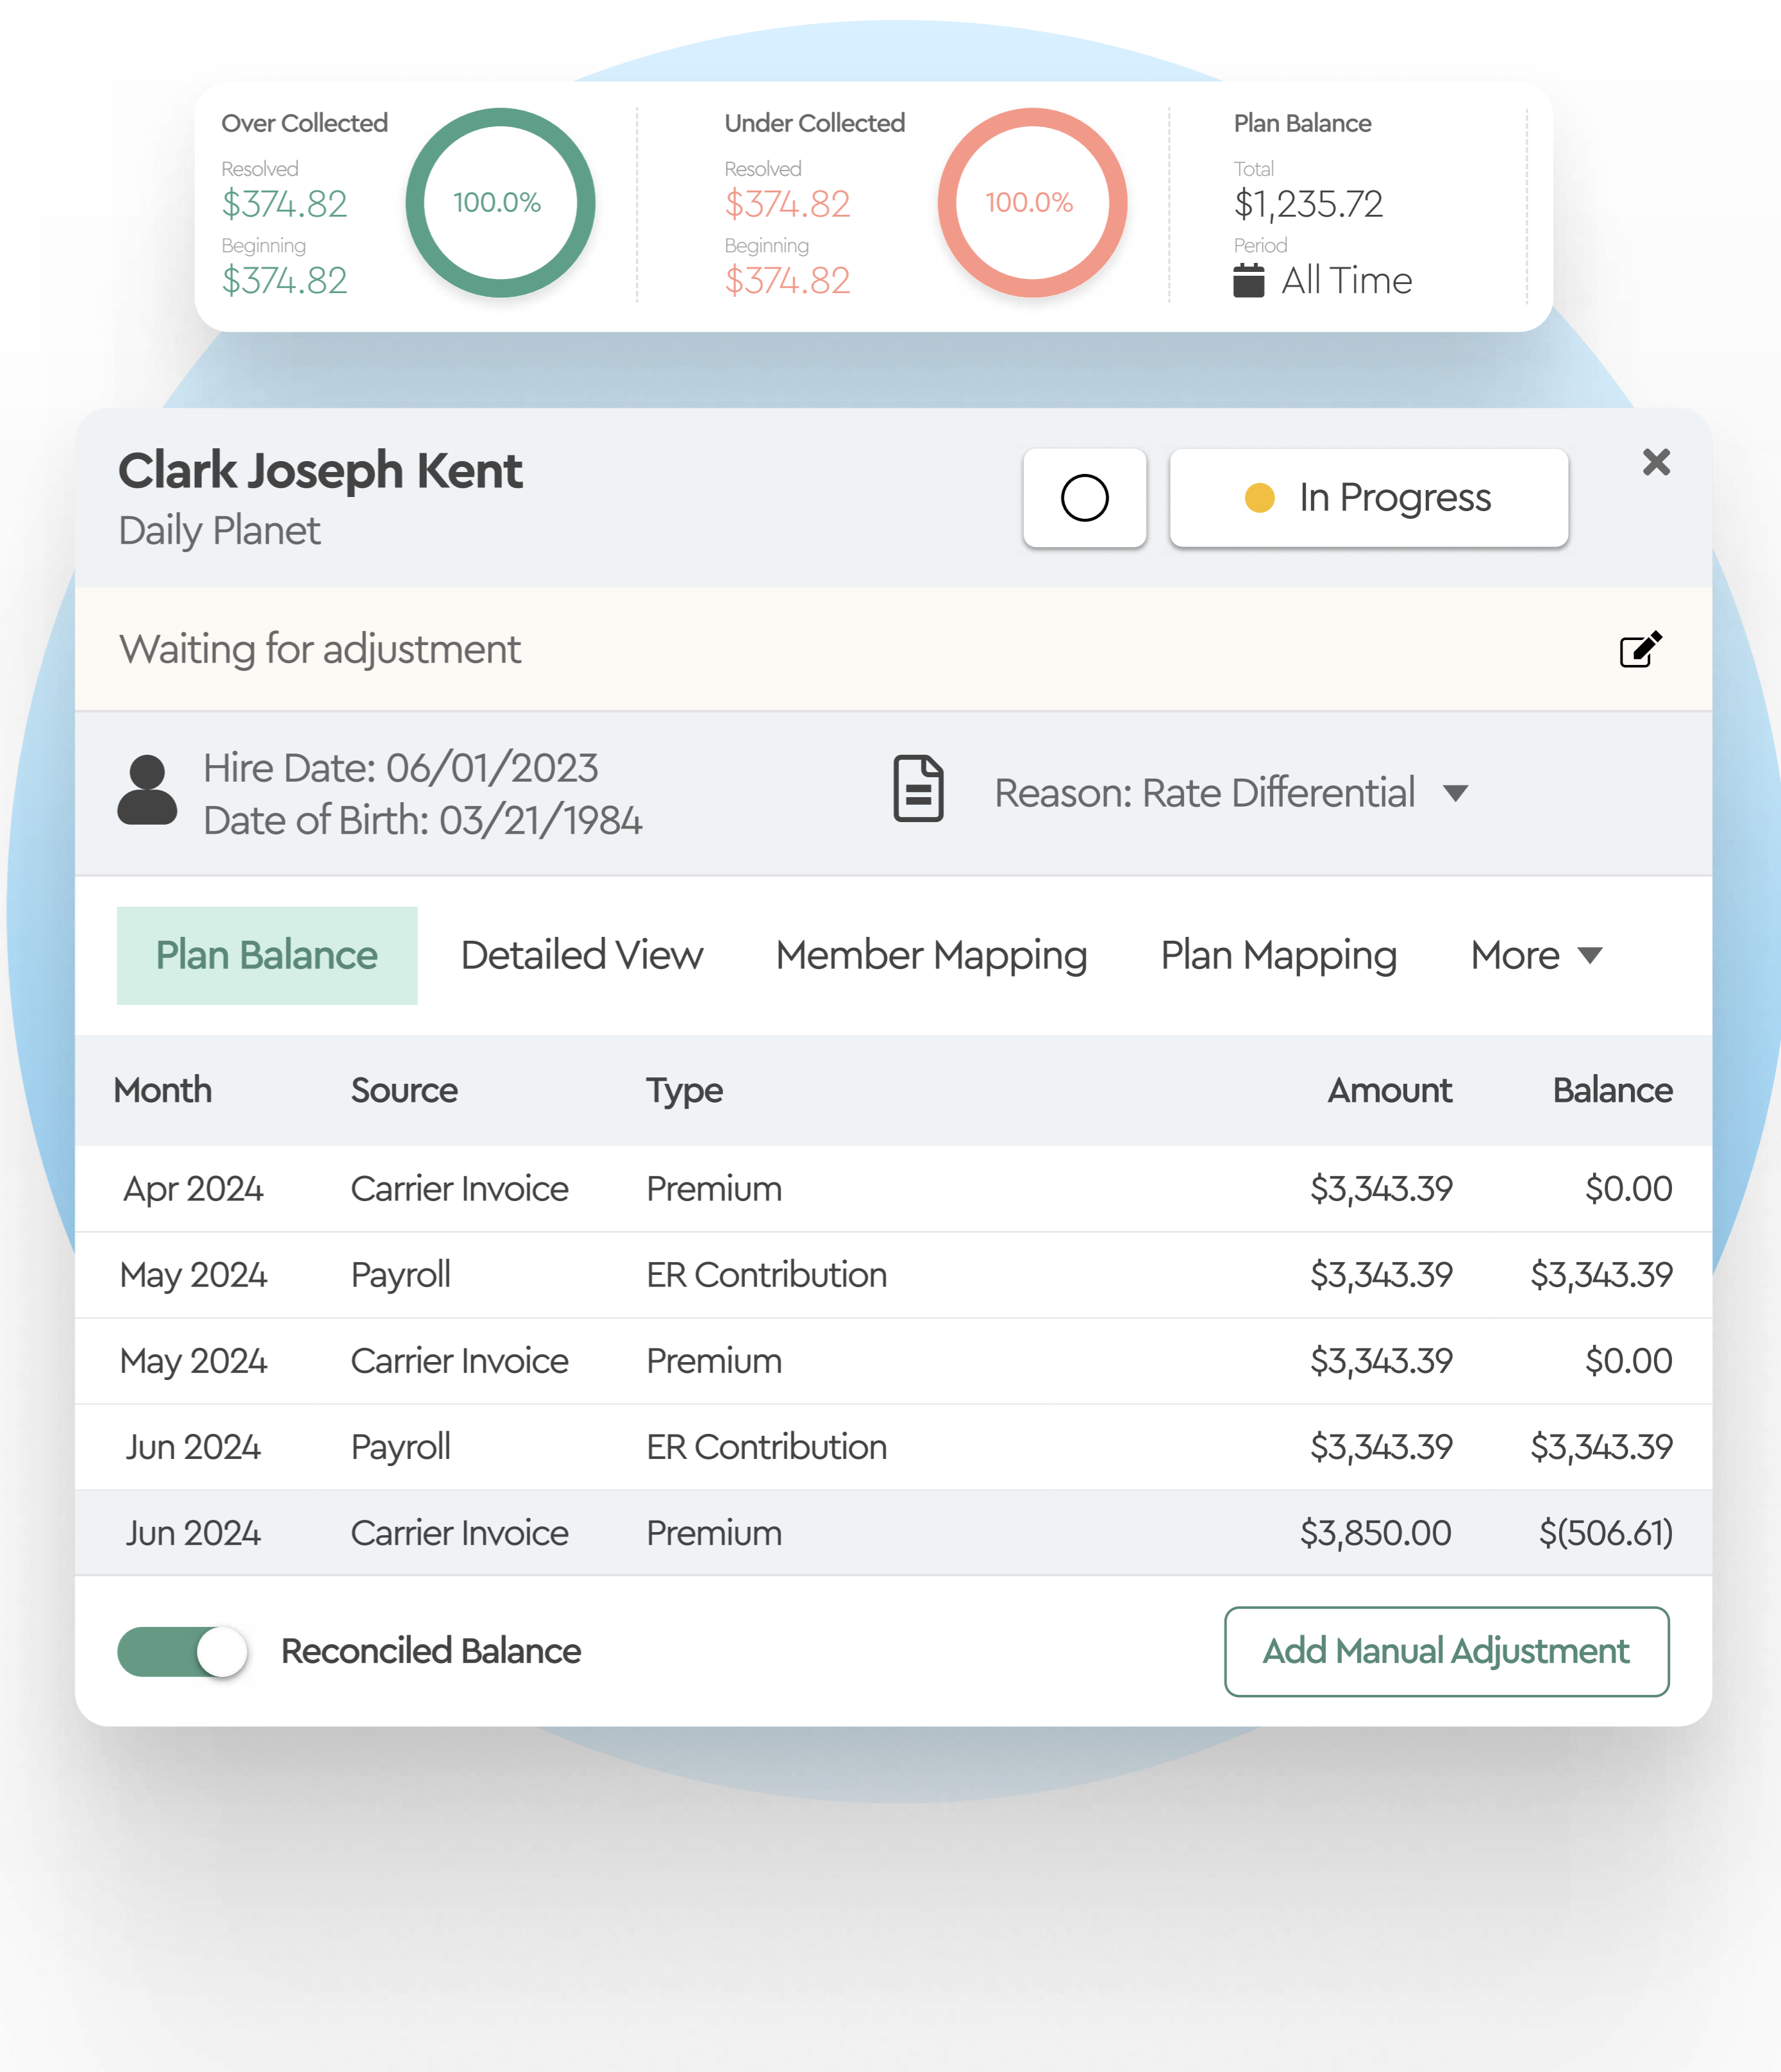 Over Collected
Resolved
$374.82
Beginning
$374.82
100.0%
Under Collected
Resolved
$374.82
Beginning
$374.82
100.0%
Plan Balance
Total
$1,235.72
Period
All Time
Clark Joseph Kent
Daily Planet
In Progress
Waiting for adjustment
Hire Date: 06/01/2023
Date of Birth: 03/21/1984
Reason: Rate Differential
Plan Balance Detailed View Member Mapping Plan Mapping More
Month Source Type Amount Balance
Apr 2024 Carrier Invoice Premium $3,343.39 $0.00
May 2024 Payroll ER Contribution $3,343.39 $3,343.39
May 2024 Carrier Invoice Premium $3,343.39 $0.00
Jun 2024 Payroll ER Contribution $3,343.39 $3,343.39
Jun 2024 Carrier Invoice Premium $3,850.00 $(506.61)
Reconciled Balance
Add Manual Adjustment